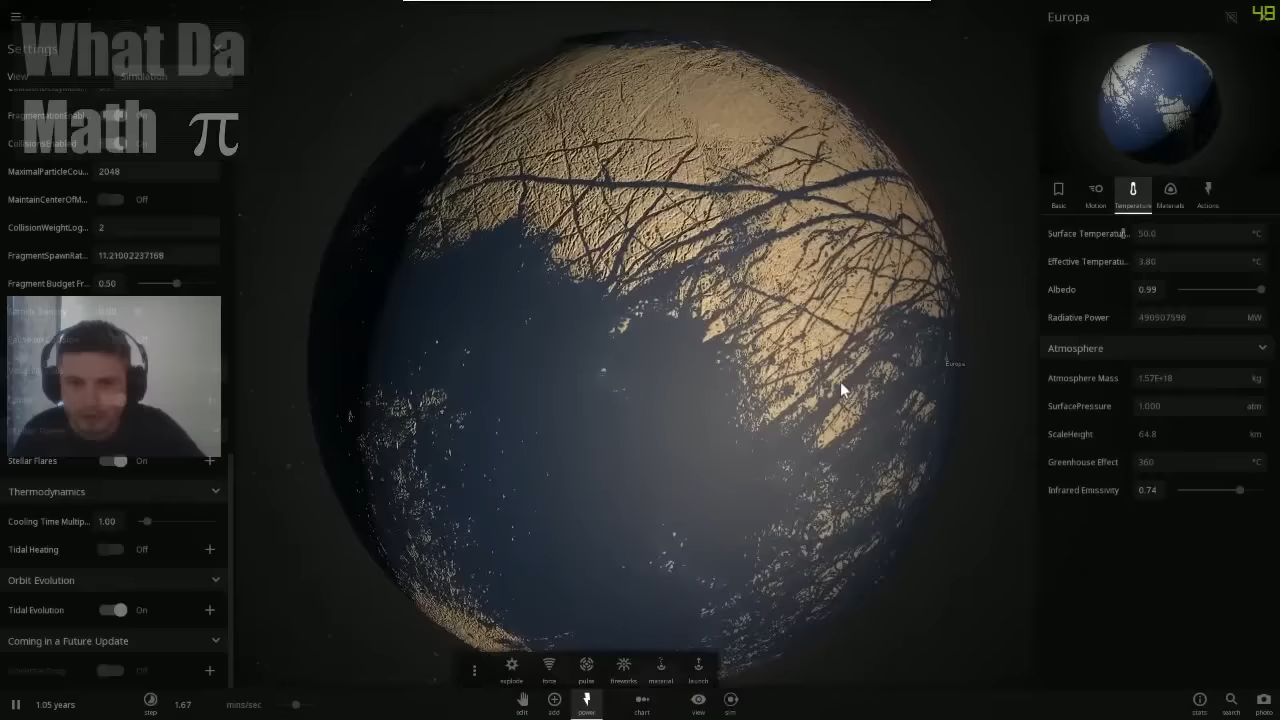 Europa
48
What Da
Settings
View
Simulation
Math π
MaximalParticleCou... 2048
MaintainCenterOfM... Off
CollisionWeightLog... 2
FragmentSpawnRat... 11.21002237168
Fragment Budget Fr... 0.50
Stellar Flares On +
Thermodynamics
Cooling Time Multip... 1.00
Tidal Heating Off +
Orbit Evolution
Tidal Evolution On +
Coming in a Future Update
Off +
Europa
Basic
Motion
Temperature
Materials
Actions
Surface Temperatur... 50.0 °C
Effective Temperatu... 3.80 °C
Albedo 0.99
Radiative Power 490907598 MW
Atmosphere
Atmosphere Mass 1.57E+18 kg
SurfacePressure 1.000 atm
ScaleHeight 64.8 km
Greenhouse Effect 360 °C
Infrared Emissivity 0.74
explode
force
pulse
fireworks
material
launch
1.05 years
step
1.67 mins/sec
edit
add
power
chart
view
sim
stats
search
photo